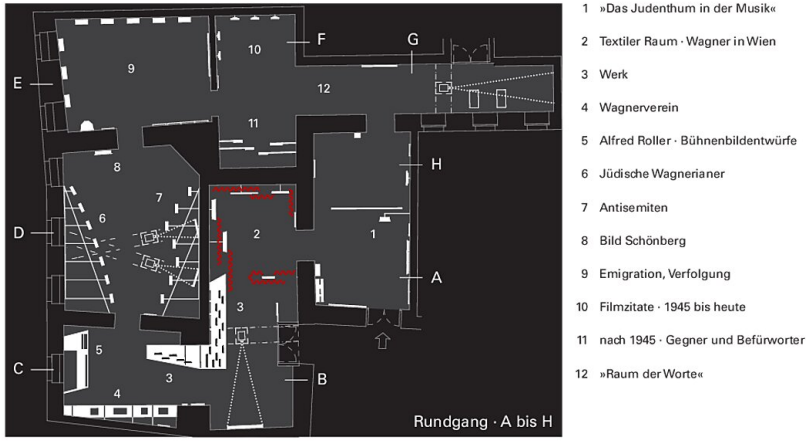 F
G
10
E
9
12
11
H
8
7
6
D
2
1
A
3
5
C
3
B
4
Rundgang · A bis H
1 »Das Judenthum in der Musik«
2 Textiler Raum · Wagner in Wien
3 Werk
4 Wagnerverein
5 Alfred Roller · Bühnenbildentwürfe
6 Jüdische Wagnerianer
7 Antisemiten
8 Bild Schönberg
9 Emigration, Verfolgung
10 Filmzitate · 1945 bis heute
11 nach 1945 · Gegner und Befürworter
12 »Raum der Worte«